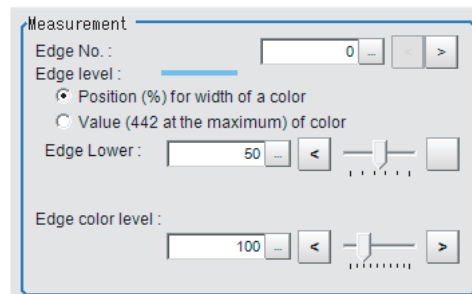 Measurement
Edge No. : 0 ... < >
Edge level :
Position (%) for width of a color
Value (442 at the maximum) of color
Edge Lower : 50 ... <
Edge color level :
100 ... < >